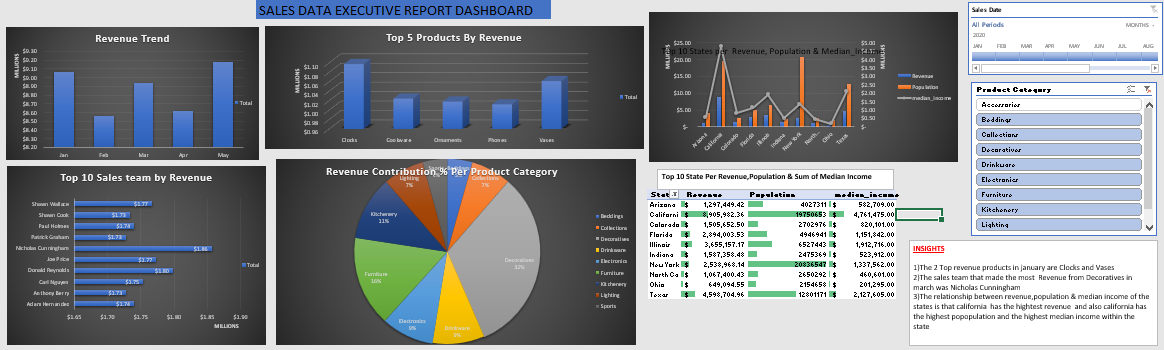 SALES DATA EXECUTIVE REPORT DASHBOARD
Revenue Trend
MILLIONS
$9.30
$9.20
$9.10
$9.00
$8.90
$8.80
$8.70
$8.60
$8.50
$8.40
$8.30
$8.20
Jan Feb Mar Apr May
Total
Top 5 Products By Revenue
MILLIONS
$1.10
$1.08
$1.06
$1.04
$1.02
$1.00
$0.98
$0.96
Clocks Cookware Ornaments Phones Vases
Total
Top 10 States per Revenue, Population & Median_Income
MILLIONS
$25.00
$20.00
$15.00
$10.00
$5.00
$-
$5.00
$4.50
$4.00
$3.50
$3.00
$2.50
$2.00
$1.50
$1.00
$0.50
$-
Arizona California Colorado Florida Illinois Indiana New York North... Ohio Texas
Revenue
Population
median_income
Sales Date
All Periods MONTHS
2020
JAN FEB MAR APR MAY JUN JUL AUG
Product Category
Accessories
Beddings
Collections
Decoratives
Drinkware
Electronics
Furniture
Kitchenery
Lighting
Top 10 Sales team by Revenue
Shawn Wallace $1.77
Shawn Cook $1.73
Paul Holmes $1.74
Patrick Graham $1.73
Nicholas Cunningham $1.86
Joe Price $1.77
Donald Reynolds $1.80
Carl Nguyen $1.75
Anthony Berry $1.73
Adam Hernandez $1.74
$1.65 $1.70 $1.75 $1.80 $1.85 $1.90
MILLIONS
Total
Revenue Contribution % Per Product Category
Collections
7%
Decoratives
32%
Drinkware
9%
Electronics
9%
Furniture
16%
Kitchenery
11%
Lighting
7%
Beddings
Collections
Decoratives
Drinkware
Electronics
Furniture
Kitchenery
Lighting
Sports
Top 10 State Per Revenue,Population & Sum of Median Income
Stat Revenue Population median_income
Arizona $ 1,297,449.42 4027311 $ 582,709.00
Californi $ 8,905,982.36 19750653 $ 4,761,475.00
Colorado $ 1,505,652.50 2702976 $ 820,101.00
Florida $ 2,894,003.53 4946941 $ 1,151,842.00
Illinois $ 3,655,157.17 6527443 $ 1,912,716.00
Indiana $ 1,587,358.48 2475369 $ 523,912.00
New York $ 2,538,968.14 20836547 $ 1,337,562.00
North Ca $ 1,067,400.43 2650292 $ 460,601.00
Ohio $ 649,094.55 2154658 $ 201,295.00
Texas $ 4,598,704.96 12801171 $ 2,127,605.00
INSIGHTS
1)The 2 Top revenue products in January are Clocks and Vases
2)The sales team that made the most Revenue from Decoratives in
march was Nicholas Cunningham
3)The relationship between revenue,population & median income of the
states is that california has the hightest revenue and also california has
the highest popopulation and the highest median income within the
state